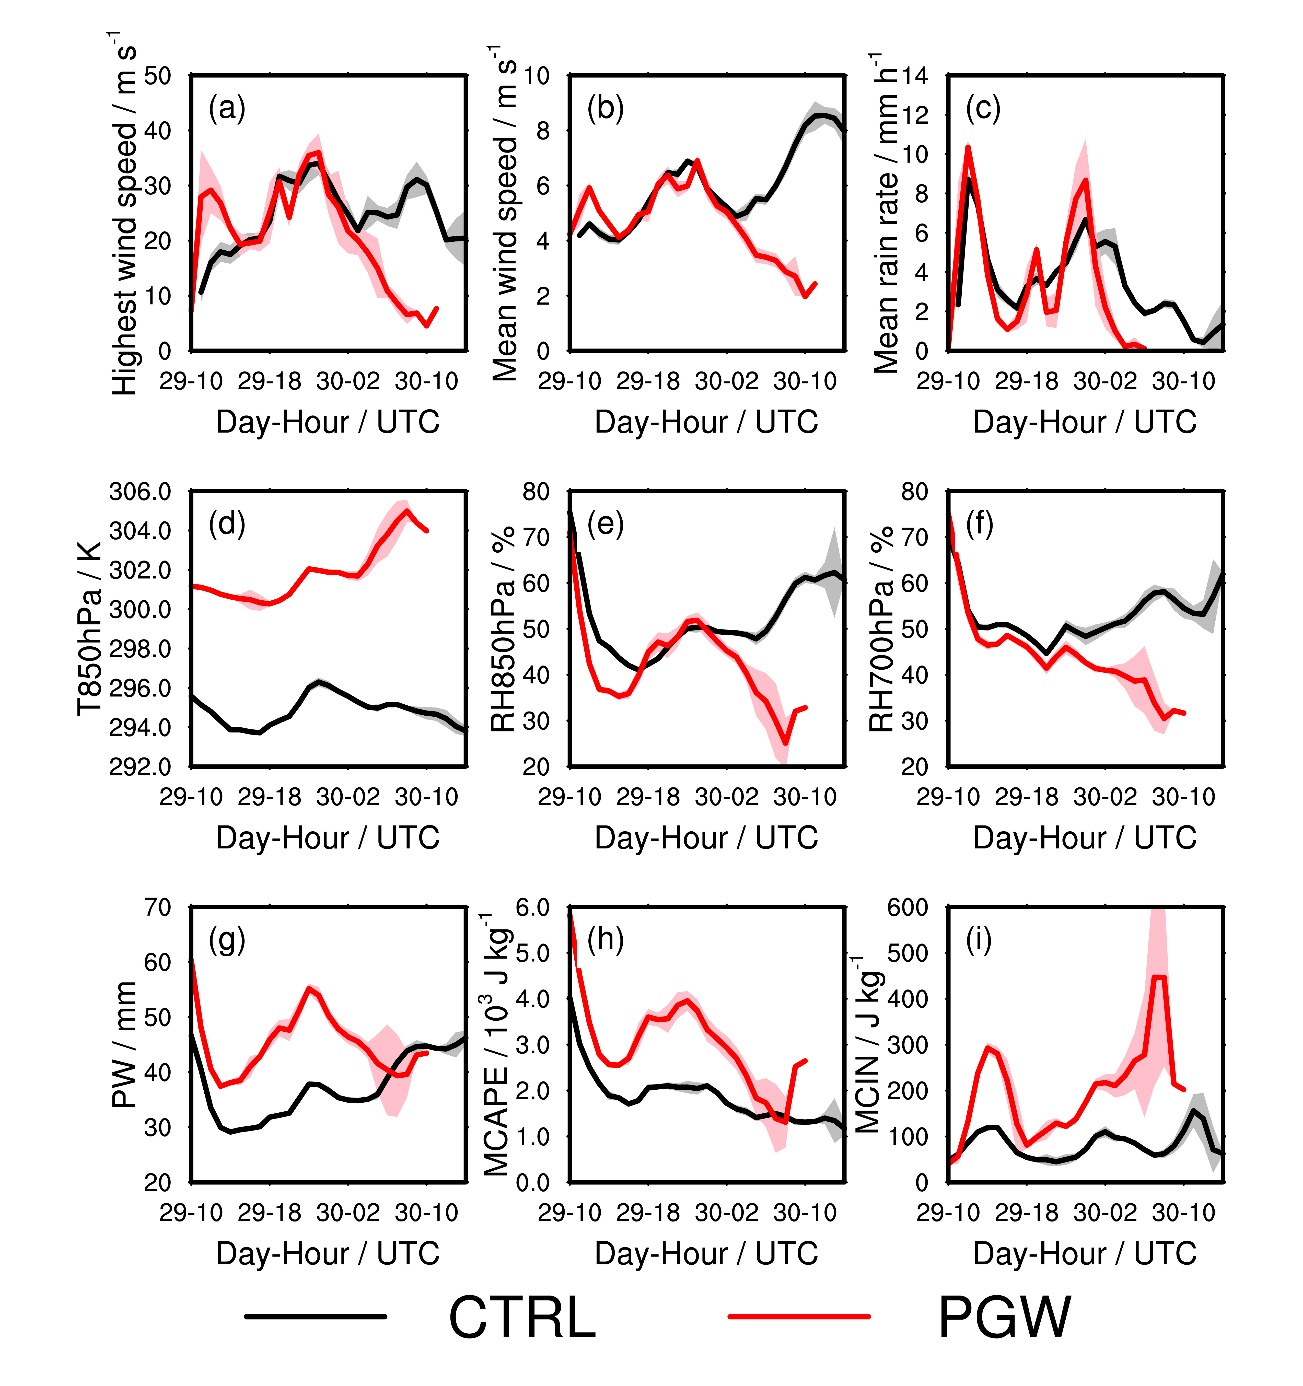 Highest wind speed / m s-1
50
40
30
20
10
0
(a)
29-10 29-18 30-02 30-10
Day-Hour / UTC
Mean wind speed / m s-1
10
8
6
4
2
0
(b)
29-10 29-18 30-02 30-10
Day-Hour / UTC
Mean rain rate / mm h-1
14
12
10
8
6
4
2
0
(c)
29-10 29-18 30-02 30-10
Day-Hour / UTC
T850hPa / K
306.0
304.0
302.0
300.0
298.0
296.0
294.0
292.0
(d)
29-10 29-18 30-02 30-10
Day-Hour / UTC
RH850hPa / %
80
70
60
50
40
30
20
(e)
29-10 29-18 30-02 30-10
Day-Hour / UTC
RH700hPa / %
80
70
60
50
40
30
20
(f)
29-10 29-18 30-02 30-10
Day-Hour / UTC
PW / mm
70
60
50
40
30
20
(g)
29-10 29-18 30-02 30-10
Day-Hour / UTC
MCAPE / 10³ J kg-1
6.0
5.0
4.0
3.0
2.0
1.0
0.0
(h)
29-10 29-18 30-02 30-10
Day-Hour / UTC
MCIN / J kg-1
600
500
400
300
200
100
0
(i)
29-10 29-18 30-02 30-10
Day-Hour / UTC
CTRL PGW